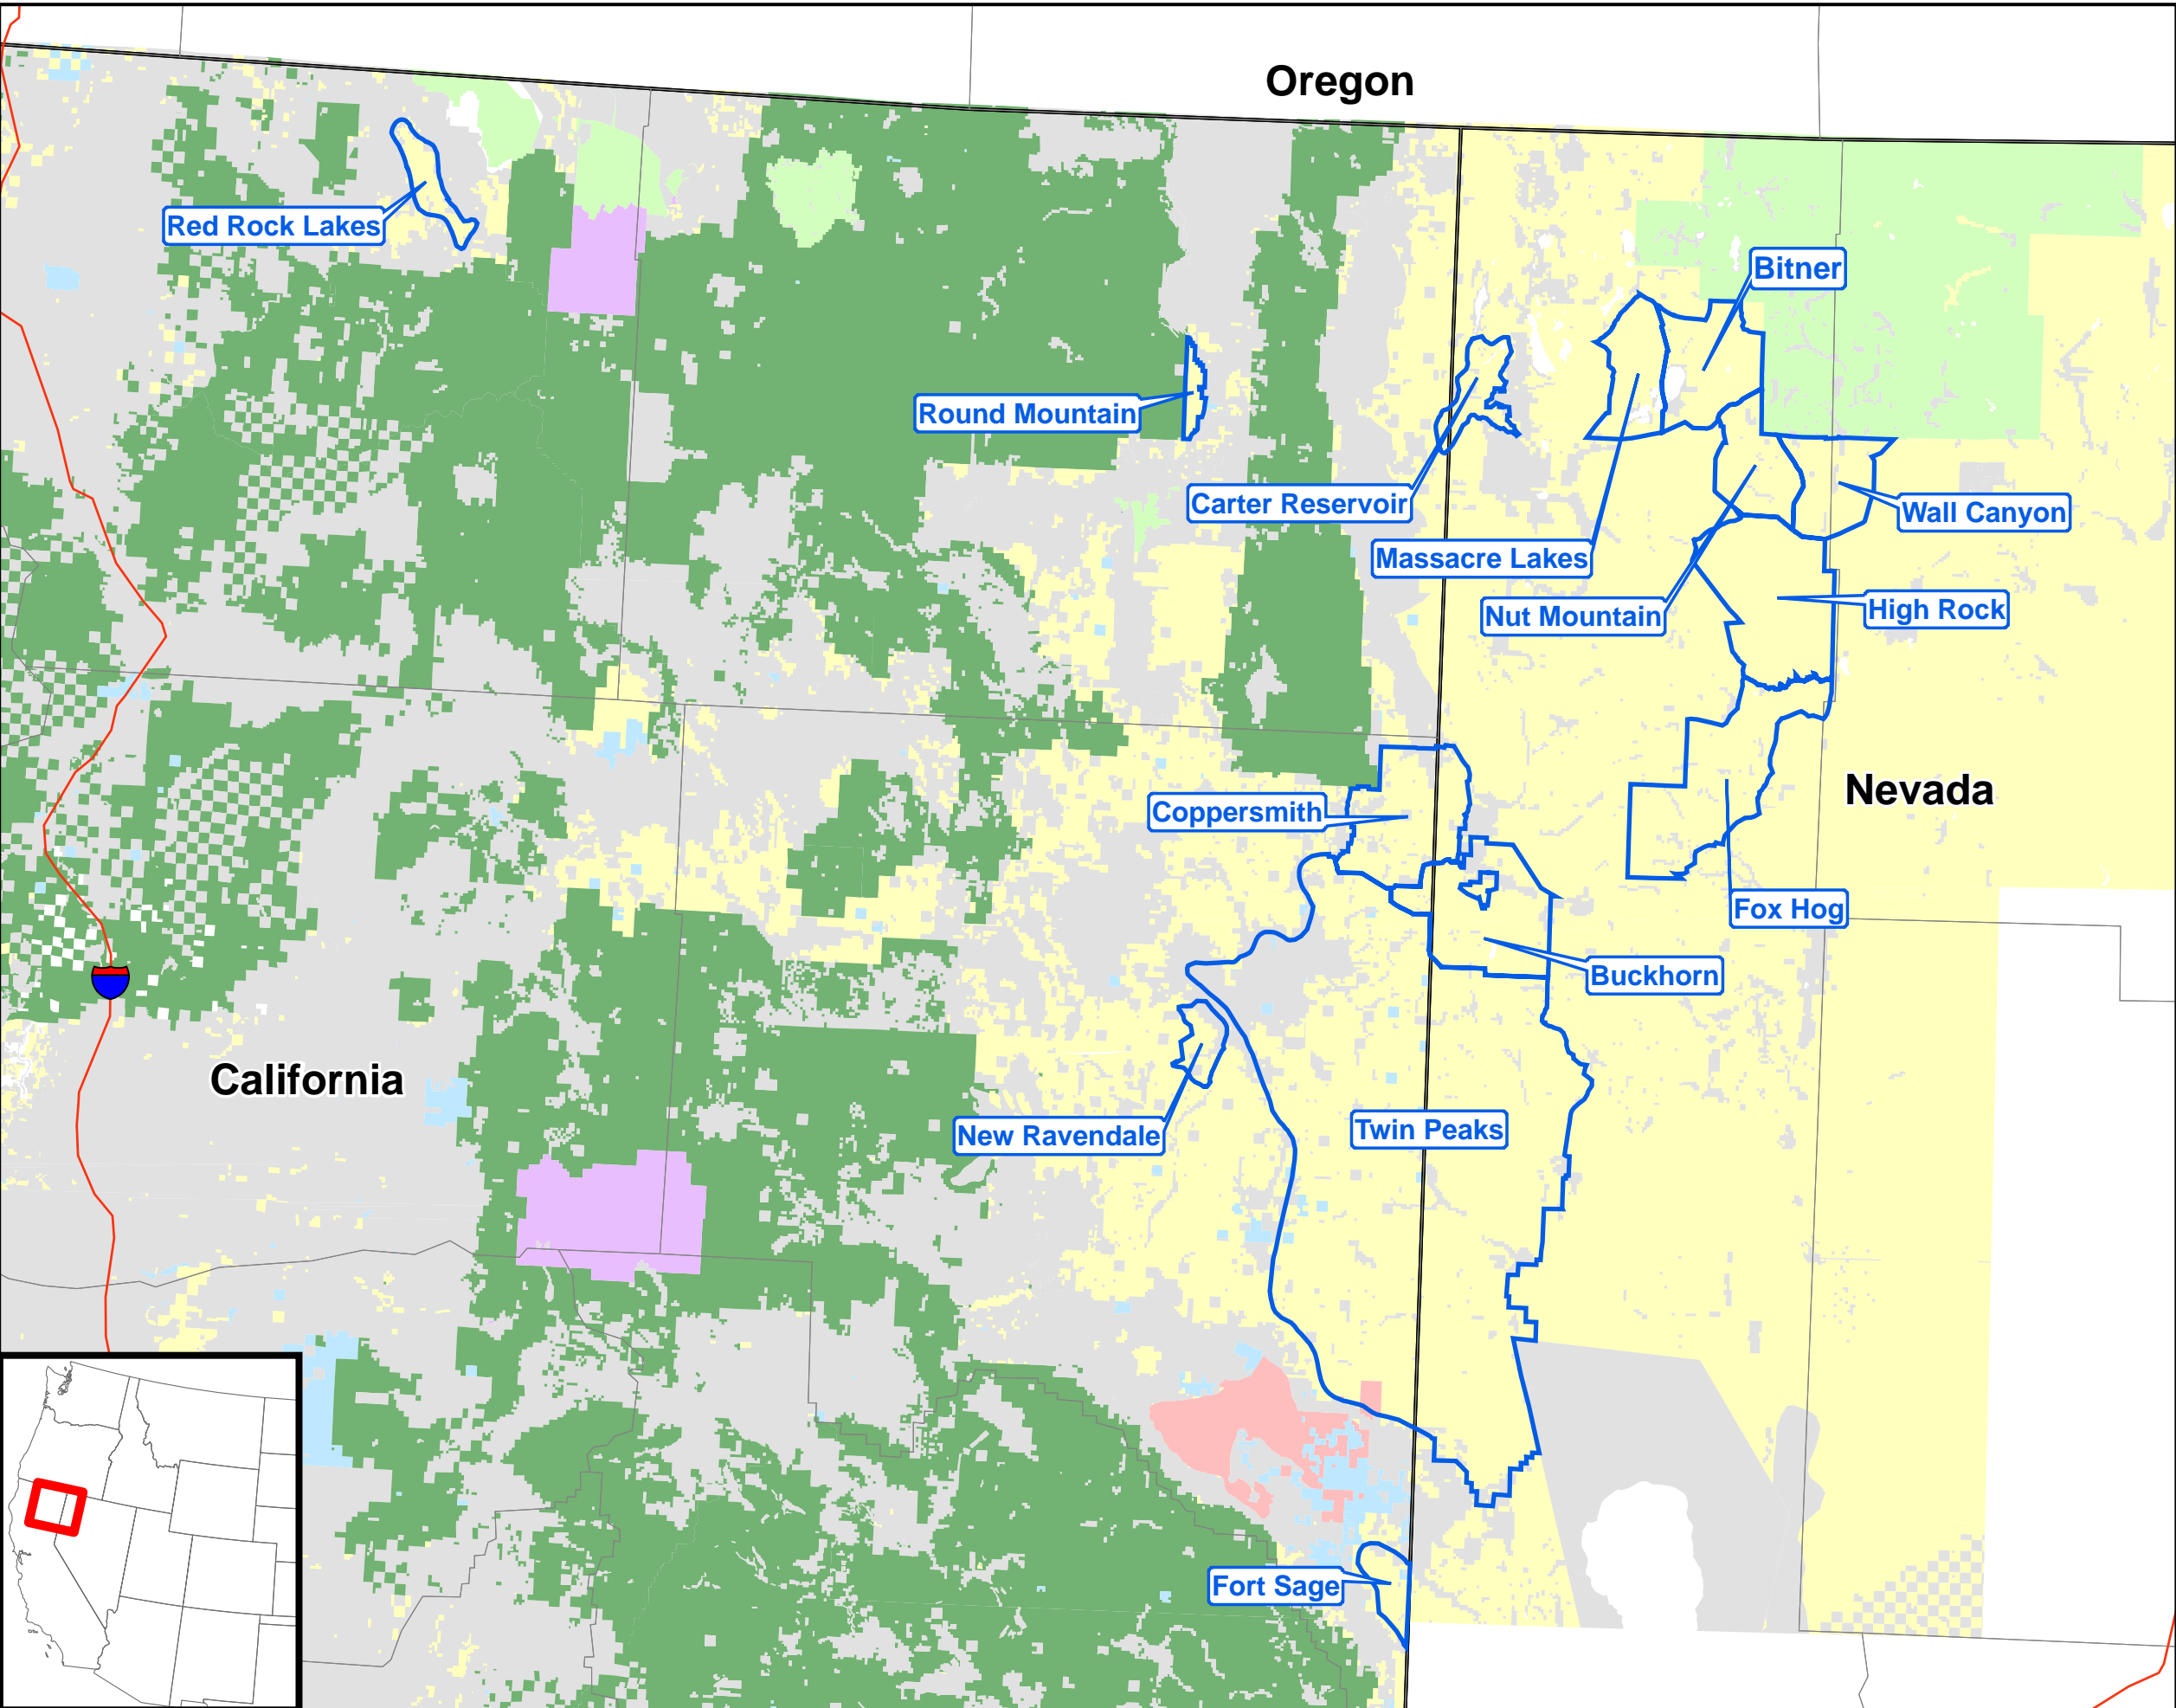 Oregon
Red Rock Lakes
Bitner
Round Mountain
Carter Reservoir
Wall Canyon
Massacre Lakes
Nut Mountain
High Rock
Nevada
Coppersmith
Fox Hog
Buckhorn
California
New Ravendale
Twin Peaks
Fort Sage